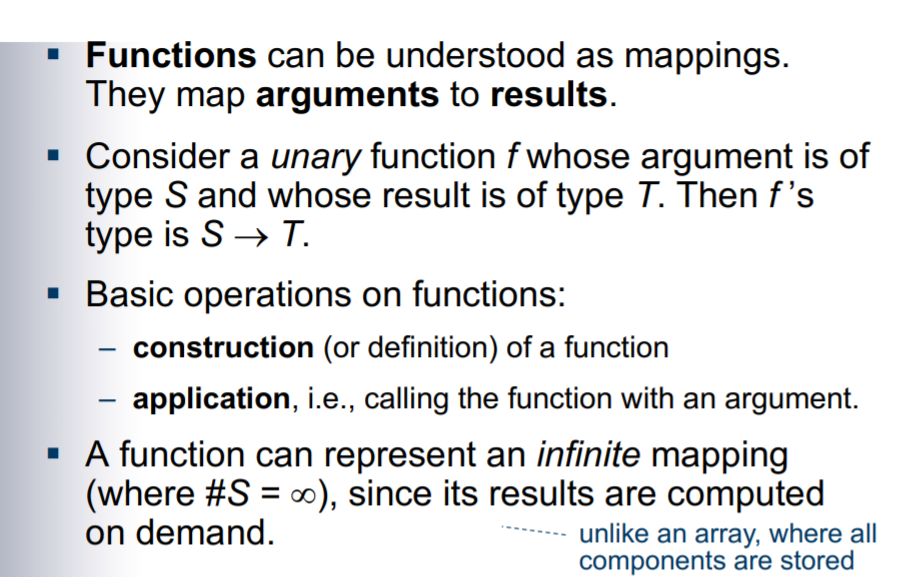 ▪ Functions can be understood as mappings.
They map arguments to results.
▪ Consider a unary function f whose argument is of
type S and whose result is of type T. Then f ’s
type is S → T.
▪ Basic operations on functions:
– construction (or definition) of a function
– application, i.e., calling the function with an argument.
▪ A function can represent an infinite mapping
(where #S = ∞), since its results are computed
on demand.
unlike an array, where all
components are stored